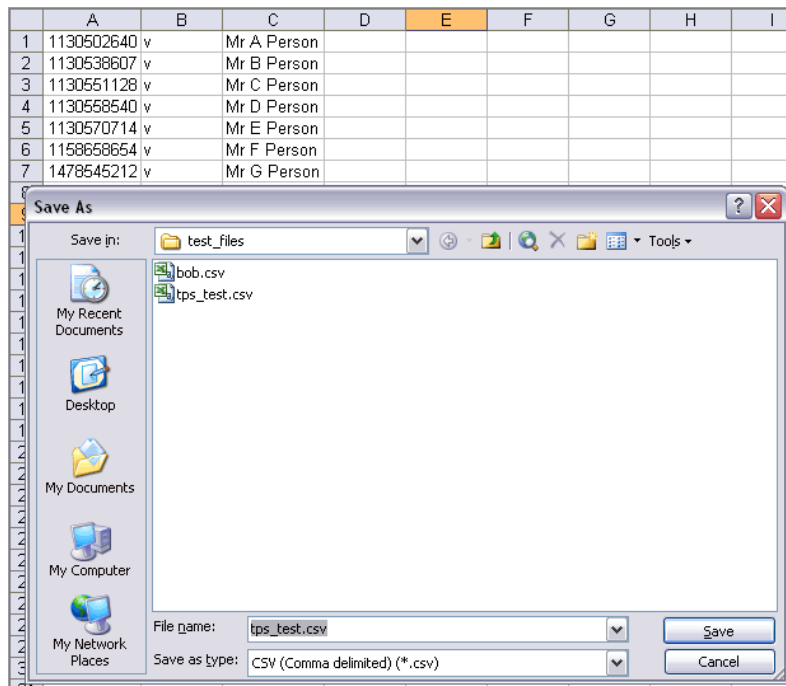 A B C D E F G H I
1 1130502640 v Mr A Person
2 1130538607 v Mr B Person
3 1130551128 v Mr C Person
4 1130558540 v Mr D Person
5 1130570714 v Mr E Person
6 1158658654 v Mr F Person
7 1478545212 v Mr G Person
Save As
Save in: test_files Tools
bob.csv
tps_test.csv
My Recent
Documents
Desktop
My Documents
My Computer
My Network
Places
File name: tps_test.csv Save
Save as type: CSV (Comma delimited) (*.csv) Cancel